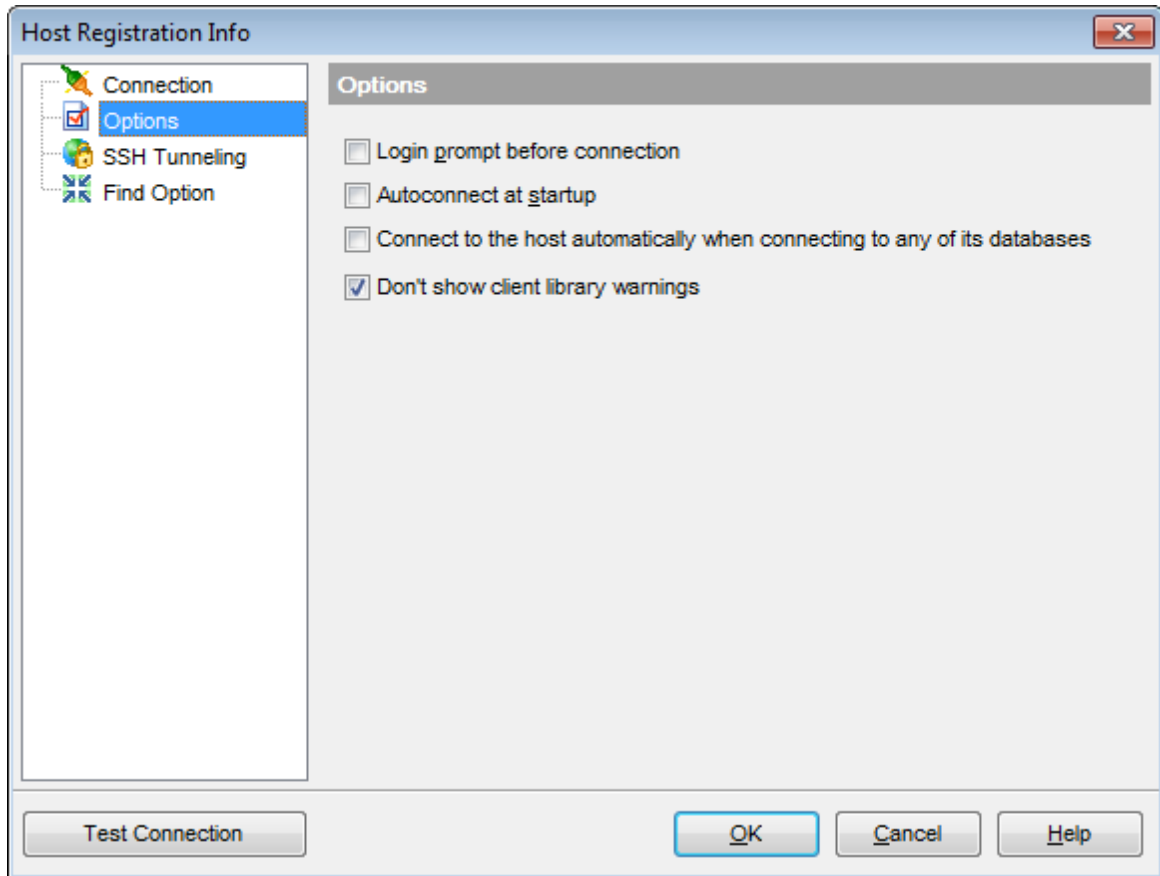 Host Registration Info
Connection
Options
SSH Tunneling
Find Option
Options
Login prompt before connection
Autoconnect at startup
Connect to the host automatically when connecting to any of its databases
Don't show client library warnings
Test Connection
OK
Cancel
Help